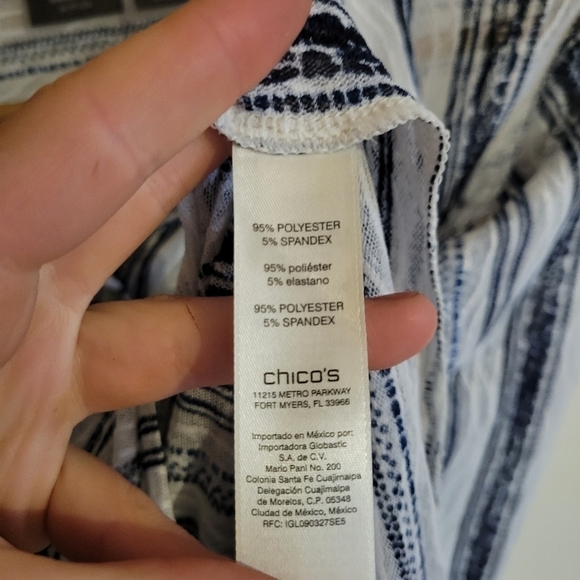 95% POLYESTER
5% SPANDEX
95% poliéster
5% elastano
95% POLYESTER
5% SPANDEX
chico's
11215 METRO PARKWAY
FORT MYERS, FL 33966
Importado en México por:
Importadora Globastic
S.A. de C.V.
Mario Pani No. 200
Colonia Santa Fe Cuajimalpa
Delegación Cuajimalpa
de Morelos, C.P. 05348
Ciudad de México, México
RFC: IGL090327SE5